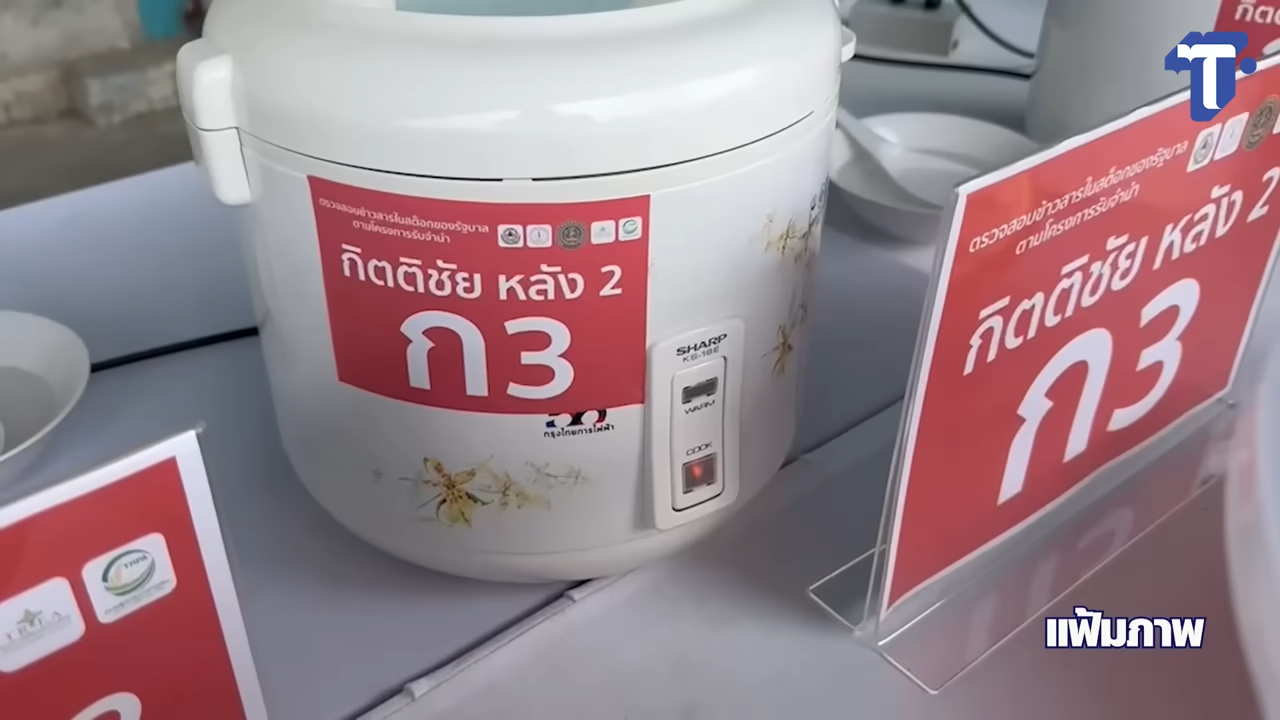 ตรวจสอบข้าวสารในสต็อกของรัฐบาล
ตามโครงการรับจำนำ
กิตติชัย หลัง 2
ก3
SHARP
KS-18E
WARM
COOK
กรุงไทยการไฟฟ้า
ตรวจสอบข้าวสารในสต็อกของรัฐบาล
ตามโครงการรับจำนำ
กิตติชัย หลัง 2
ก3
T
แฟ้มภาพ